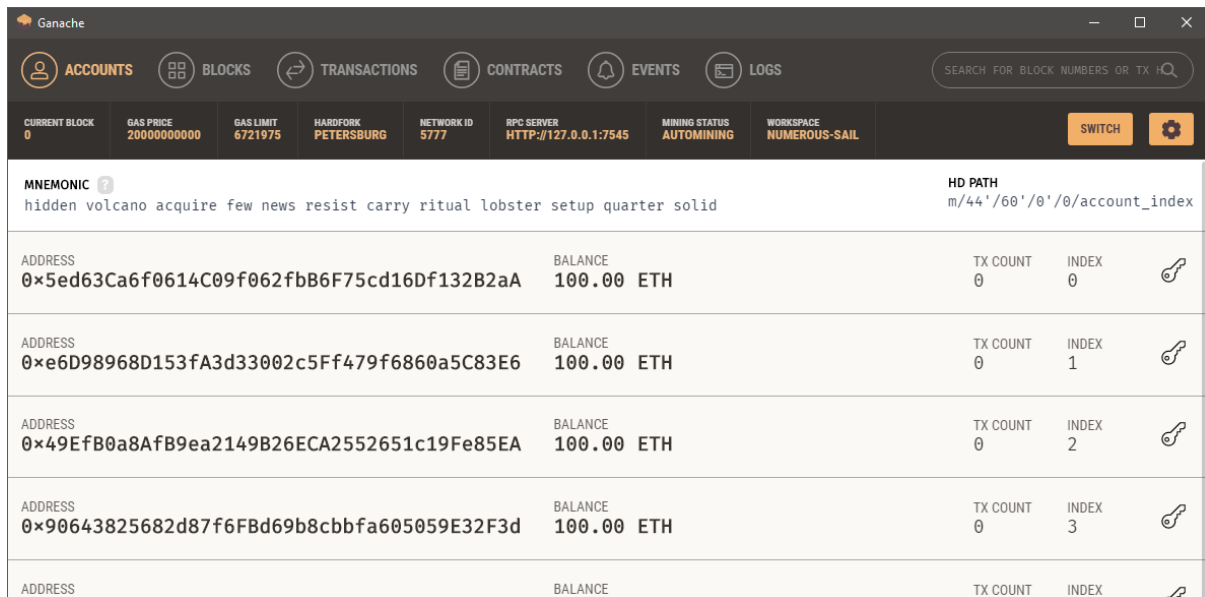 Ganache
ACCOUNTS BLOCKS TRANSACTIONS CONTRACTS EVENTS LOGS SEARCH FOR BLOCK NUMBERS OR TX H
CURRENT BLOCK GAS PRICE GAS LIMIT HARDFORK NETWORK ID RPC SERVER MINING STATUS WORKSPACE
0 20000000000 6721975 PETERSBURG 5777 HTTP://127.0.0.1:7545 AUTOMINING NUMEROUS-SAIL SWITCH
MNEMONIC ? HD PATH
hidden volcano acquire few news resist carry ritual lobster setup quarter solid m/44'/60'/0'/0/account_index
ADDRESS BALANCE TX COUNT INDEX
0×5ed63Ca6f0614C09f062fbB6F75cd16Df132B2aA 100.00 ETH 0 0
ADDRESS BALANCE TX COUNT INDEX
0×e6D98968D153fA3d33002c5Ff479f6860a5C83E6 100.00 ETH 0 1
ADDRESS BALANCE TX COUNT INDEX
0×49EfB0a8AfB9ea2149B26ECA2552651c19Fe85EA 100.00 ETH 0 2
ADDRESS BALANCE TX COUNT INDEX
0×90643825682d87f6FBd69b8cbbfa605059E32F3d 100.00 ETH 0 3
ADDRESS BALANCE TX COUNT INDEX